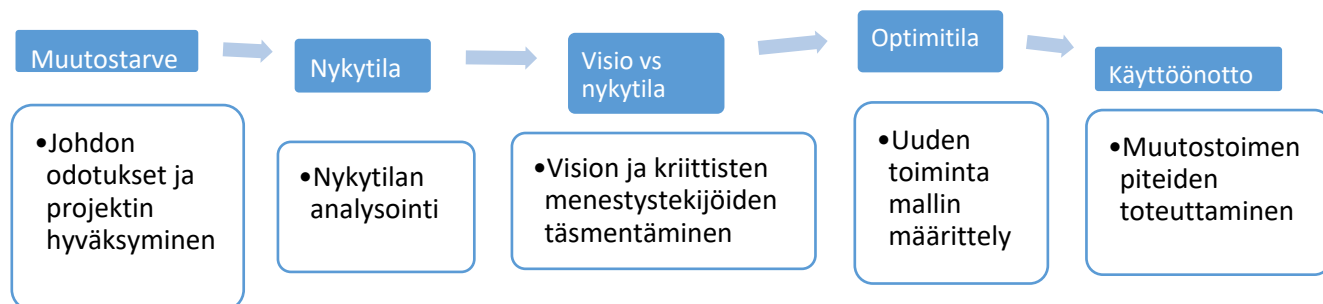 Muutostarve
•Johdon
odotukset ja
projektin
hyväksyminen
Nykytila
•Nykytilan
analysointi
Visio vs
nykytila
•Vision ja kriittisten
menestystekijöiden
täsmentäminen
Optimitila
•Uuden
toiminta
mallin
määrittely
Käyttöönotto
•Muutostoimen
piteiden
toteuttaminen